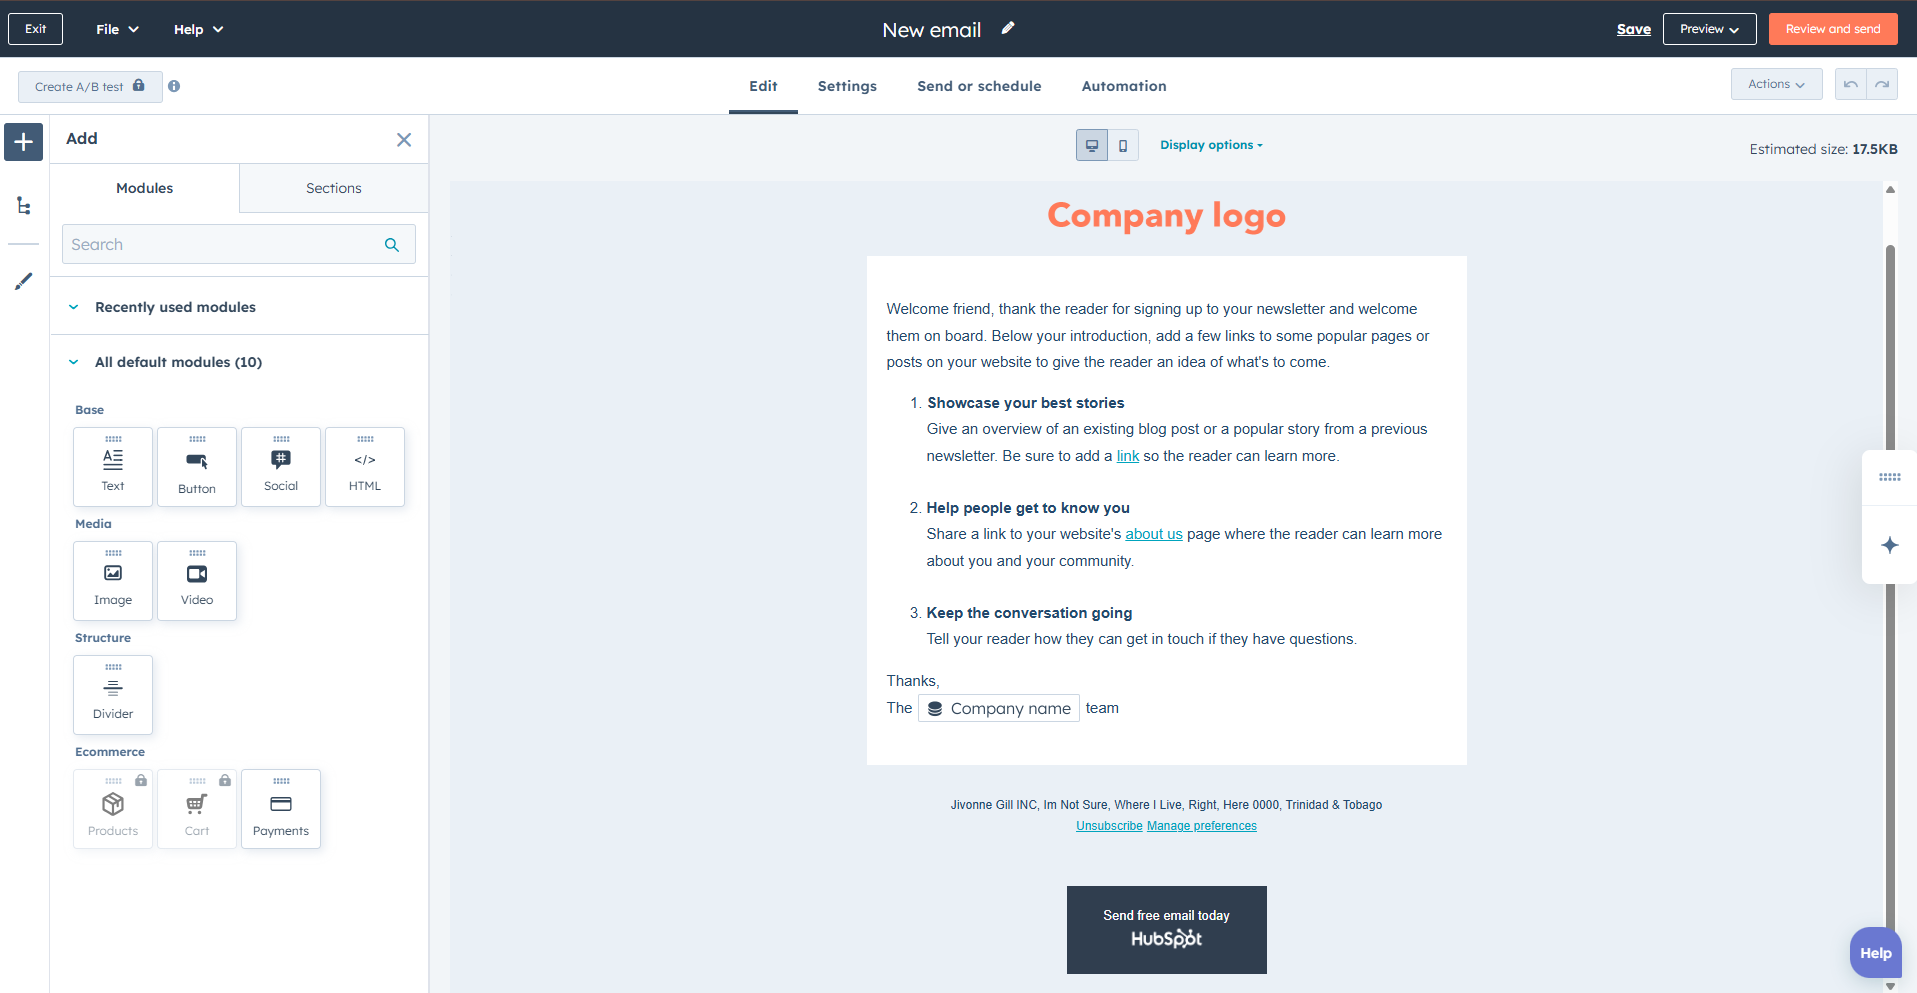 Exit
File
Help
New email
Save
Preview
Review and send
Create A/B test
Edit
Settings
Send or schedule
Automation
Actions
Add
Modules
Sections
Search
Recently used modules
All default modules (10)
Base
Text
Button
Social
HTML
Media
Image
Video
Structure
Divider
Ecommerce
Products
Cart
Payments
Display options
Estimated size: 17.5KB
Company logo
Welcome friend, thank the reader for signing up to your newsletter and welcome
them on board. Below your introduction, add a few links to some popular pages or
posts on your website to give the reader an idea of what's to come.
1. Showcase your best stories
Give an overview of an existing blog post or a popular story from a previous
newsletter. Be sure to add a link so the reader can learn more.
2. Help people get to know you
Share a link to your website's about us page where the reader can learn more
about you and your community.
3. Keep the conversation going
Tell your reader how they can get in touch if they have questions.
Thanks,
The Company name team
Jivonne Gill INC, Im Not Sure, Where I Live, Right, Here 0000, Trinidad & Tobago
Unsubscribe Manage preferences
Send free email today
HubSpot
Help